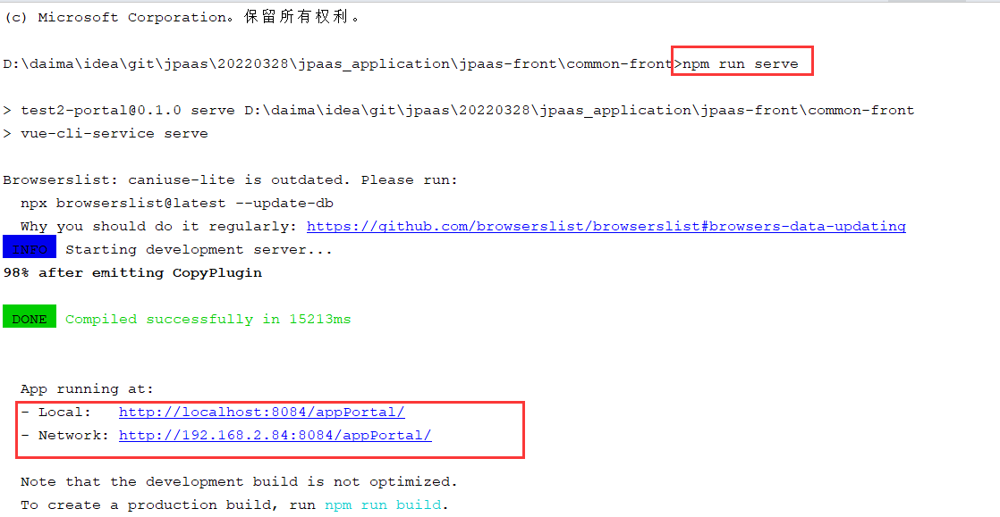 (c) Microsoft Corporation。保留所有权利。
D:\daima\idea\git\jpaas\20220328\jpaas_application\jpaas-front\common-front>npm run serve
> test2-portal@0.1.0 serve D:\daima\idea\git\jpaas\20220328\jpaas_application\jpaas-front\common-front
> vue-cli-service serve
Browserslist: caniuse-lite is outdated. Please run:
npx browserslist@latest --update-db
Why you should do it regularly: https://github.com/browserslist/browserslist#browsers-data-updating
INFO Starting development server...
98% after emitting CopyPlugin
DONE Compiled successfully in 15213ms
App running at:
- Local: http://localhost:8084/appPortal/
- Network: http://192.168.2.84:8084/appPortal/
Note that the development build is not optimized.
To create a production build, run npm run build.